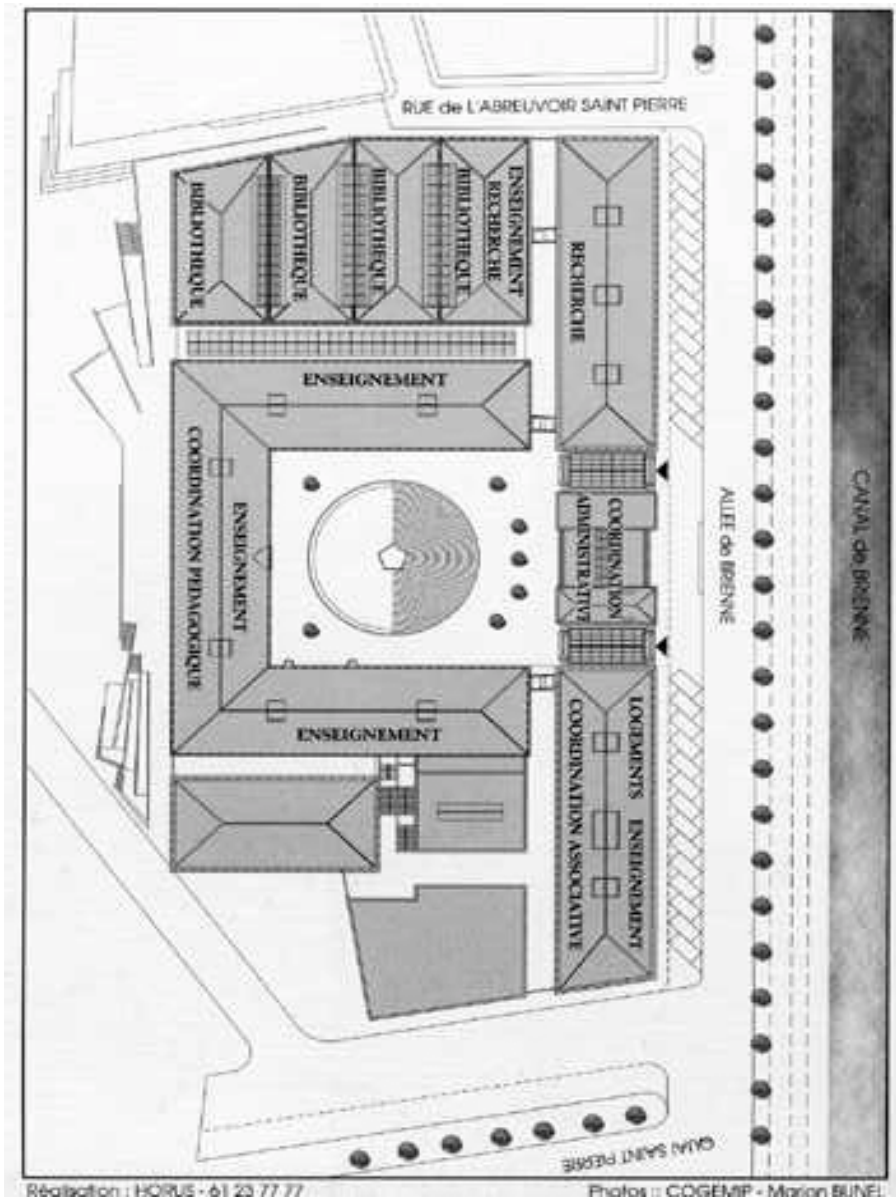 RUE de L'ABREUVOIR SAINT PIERRE
BIBLIOTHEQUE
BIBLIOTHEQUE
BIBLIOTHEQUE
BIBLIOTHEQUE
ENSEIGNEMENT
RECHERCHE
RECHERCHE
ENSEIGNEMENT
COORDINATION PEDAGOGIQUE
ENSEIGNEMENT
COORDINATION
ADMINISTRATIVE
ALLEE de BRIENNE
CANAL de BRIENNE
ENSEIGNEMENT
LOGEMENTS ENSEIGNEMENT
COORDINATION ASSOCIATIVE
QUAI SAINT PIERRE
Réalisation : HORUS - 61 23 77 77
Photos : COGEMIP - Marion BUNEL